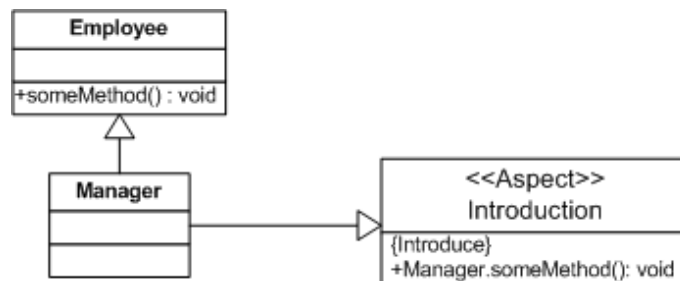 Employee
+someMethod() : void
Manager
<<Aspect>>
Introduction
{Introduce}
+Manager.someMethod(): void